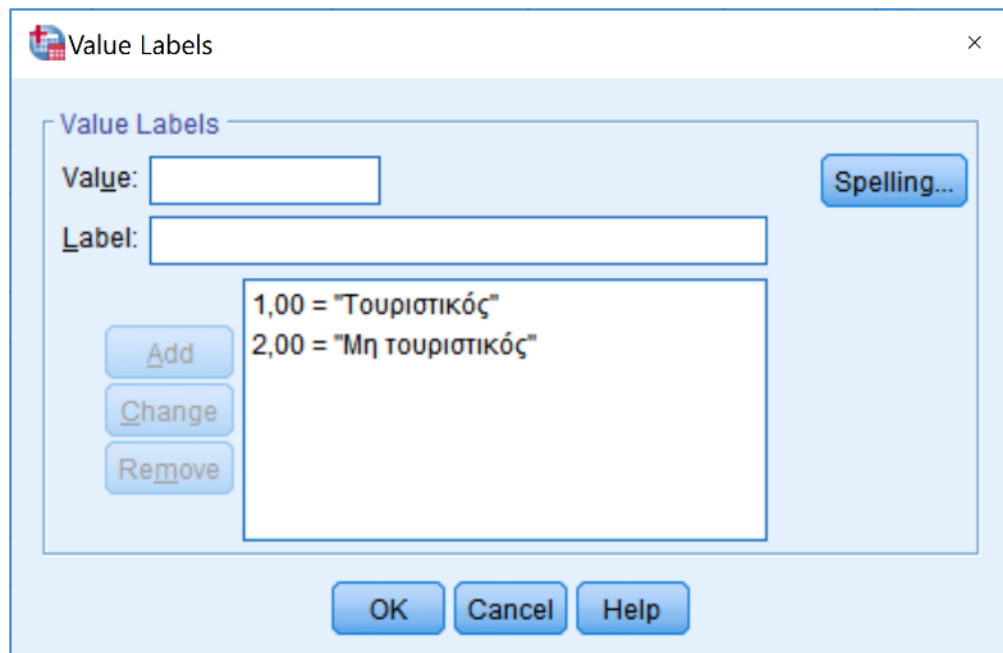 Value Labels
Value Labels
Value:
Spelling...
Label:
1,00 = "Τουριστικός"
2,00 = "Μη τουριστικός"
Add
Change
Remove
OK Cancel Help